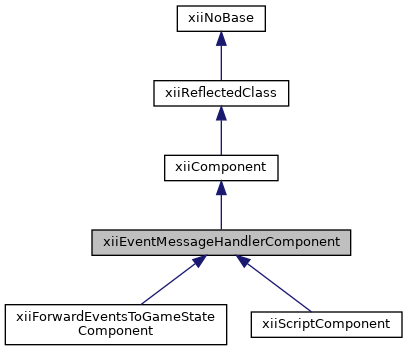 xiiNoBase
xiiReflectedClass
xiiComponent
xiiEventMessageHandlerComponent
xiiForwardEventsToGameState
Component
xiiScriptComponent